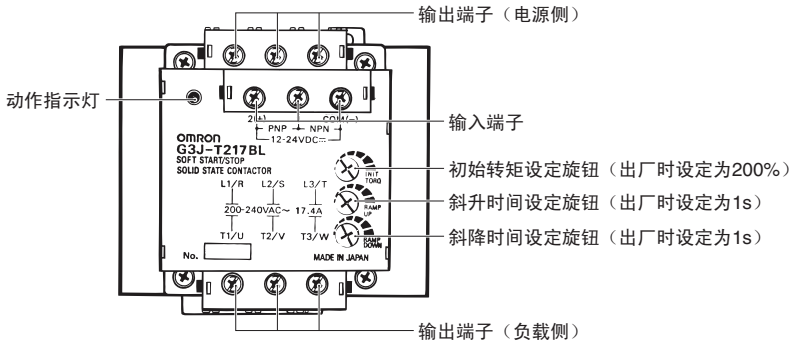 输出端子（电源侧）
动作指示灯
2(+) COM(−)
PNP NPN
12-24VDC⎓
输入端子
OMRON
G3J-T217BL
SOFT START/STOP
SOLID STATE CONTACTOR
INIT
TORQ
初始转矩设定旋钮（出厂时设定为200%）
L1/R L2/S L3/T
200-240VAC～ 17.4A
RAMP
UP
斜升时间设定旋钮（出厂时设定为1s）
T1/U T2/V T3/W
RAMP
DOWN
斜降时间设定旋钮（出厂时设定为1s）
No. MADE IN JAPAN
输出端子（负载侧）